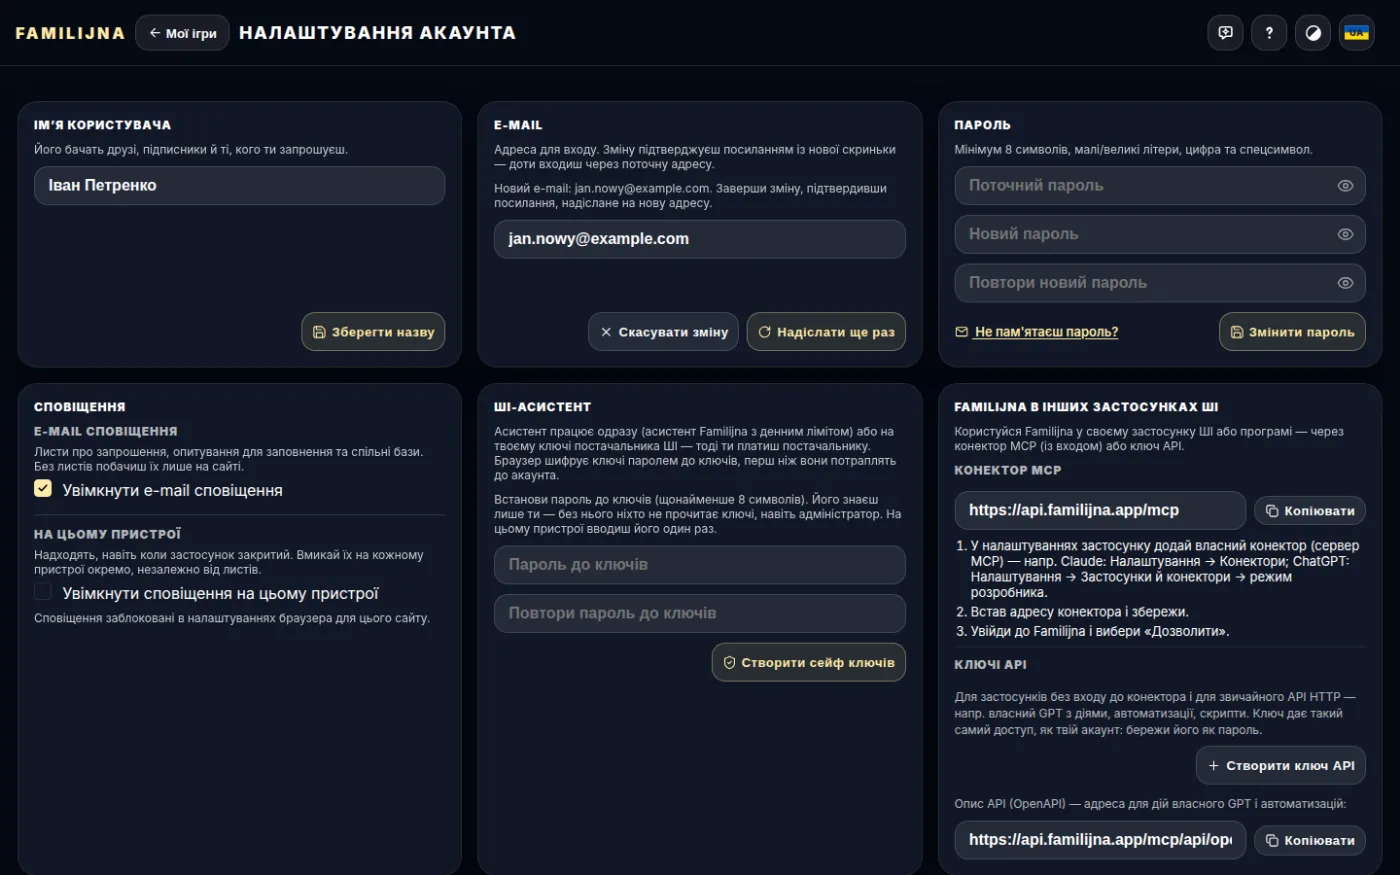 FAMILIJNA
← Мої ігри
НАЛАШТУВАННЯ АКАУНТА
?
UA
ІМ'Я КОРИСТУВАЧА
Його бачать друзі, підписники й ті, кого ти запрошуєш.
Іван Петренко
Зберегти назву
E-MAIL
Адреса для входу. Зміну підтверджуєш посиланням із нової скриньки
— доти входиш через поточну адресу.
Новий e-mail: jan.nowy@example.com. Заверши зміну, підтвердивши
посилання, надіслане на нову адресу.
jan.nowy@example.com
Скасувати зміну
Надіслати ще раз
ПАРОЛЬ
Мінімум 8 символів, малі/великі літери, цифра та спецсимвол.
Поточний пароль
Новий пароль
Повтори новий пароль
Не пам'ятаєш пароль?
Змінити пароль
СПОВІЩЕННЯ
E-MAIL СПОВІЩЕННЯ
Листи про запрошення, опитування для заповнення та спільні бази.
Без листів побачиш їх лише на сайті.
Увімкнути e-mail сповіщення
НА ЦЬОМУ ПРИСТРОЇ
Надходять, навіть коли застосунок закритий. Вмикай їх на кожному
пристрої окремо, незалежно від листів.
Увімкнути сповіщення на цьому пристрої
Сповіщення заблоковані в налаштуваннях браузера для цього сайту.
ШІ-АСИСТЕНТ
Асистент працює одразу (асистент Familijna з денним лімітом) або на
твоєму ключі постачальника ШІ — тоді ти платиш постачальнику.
Браузер шифрує ключі паролем до ключів, перш ніж вони потраплять
до акаунта.
Встанови пароль до ключів (щонайменше 8 символів). Його знаєш
лише ти — без нього ніхто не прочитає ключі, навіть адміністратор. На
цьому пристрої вводиш його один раз.
Пароль до ключів
Повтори пароль до ключів
Створити сейф ключів
FAMILIJNA В ІНШИХ ЗАСТОСУНКАХ ШІ
Користуйся Familijna у своєму застосунку ШІ або програмі — через
конектор MCP (із входом) або ключ API.
КОНЕКТОР MCP
https://api.familijna.app/mcp
Копіювати
1. У налаштуваннях застосунку додай власний конектор (сервер
MCP) — напр. Claude: Налаштування → Конектори; ChatGPT:
Налаштування → Застосунки й конектори → режим
розробника.
2. Встав адресу конектора і збережи.
3. Увійди до Familijna і вибери «Дозволити».
КЛЮЧІ API
Для застосунків без входу до конектора і для звичайного API HTTP —
напр. власний GPT з діями, автоматизації, скрипти. Ключ дає такий
самий доступ, як твій акаунт: бережи його як пароль.
+ Створити ключ API
Опис API (OpenAPI) — адреса для дій власного GPT і автоматизацій:
https://api.familijna.app/mcp/api/op
Копіювати